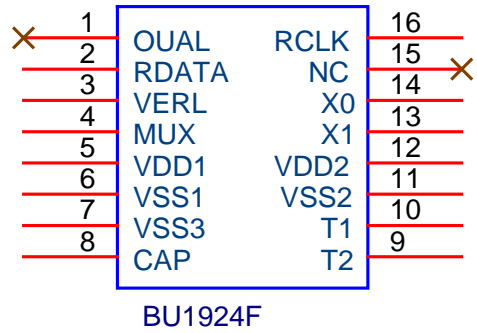 1 OUAL RCLK 16
2 RDATA NC 15
3 VERL X0 14
4 MUX X1 13
5 VDD1 VDD2 12
6 VSS1 VSS2 11
7 VSS3 T1 10
8 CAP T2 9
BU1924F